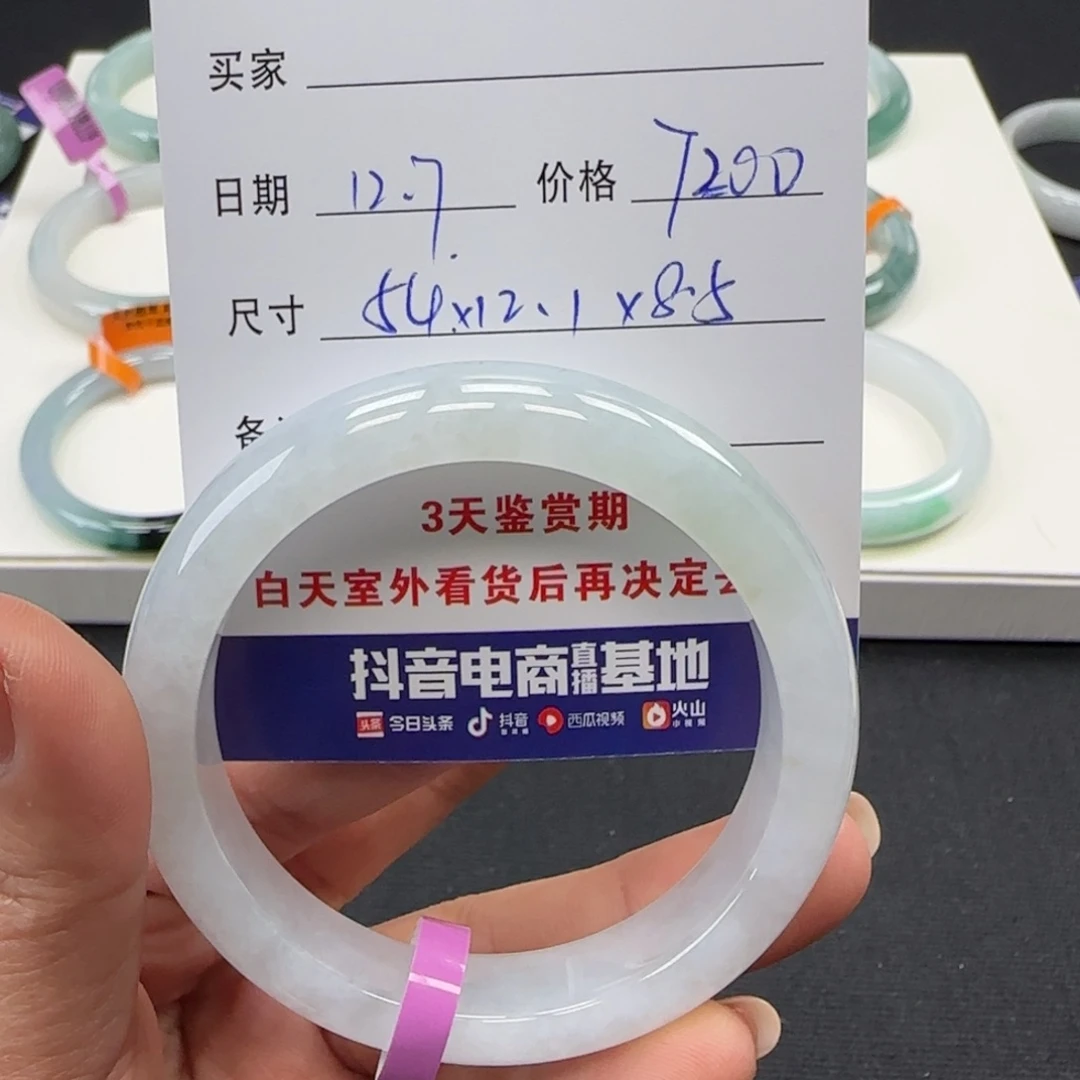 买家
日期 12.7 价格 7200
尺寸 54x12.1x8.5
3天鉴赏期
白天室外看货后再决定
抖音电商直播基地
头条 今日头条 抖音 西瓜视频 火山